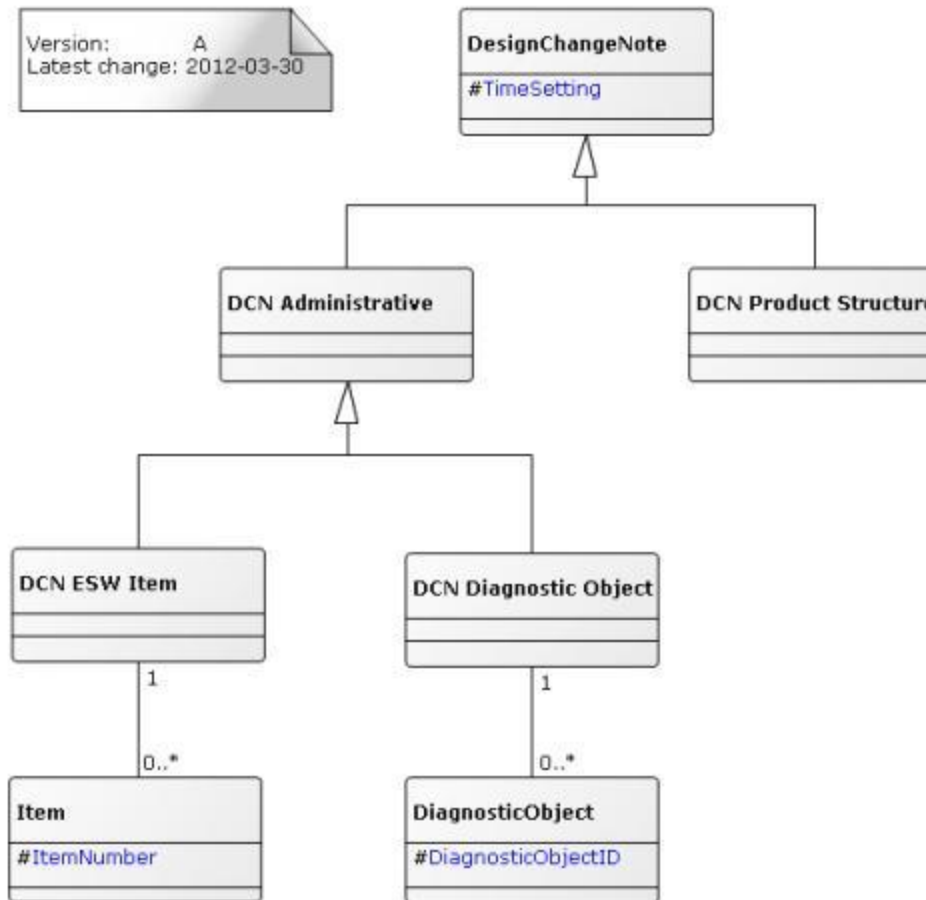 Version: A
Latest change: 2012-03-30
DesignChangeNote
#TimeSetting
DCN Administrative
DCN Product Structure
DCN ESW Item
DCN Diagnostic Object
1
1
0..*
0..*
Item
DiagnosticObject
#ItemNumber
#DiagnosticObjectID